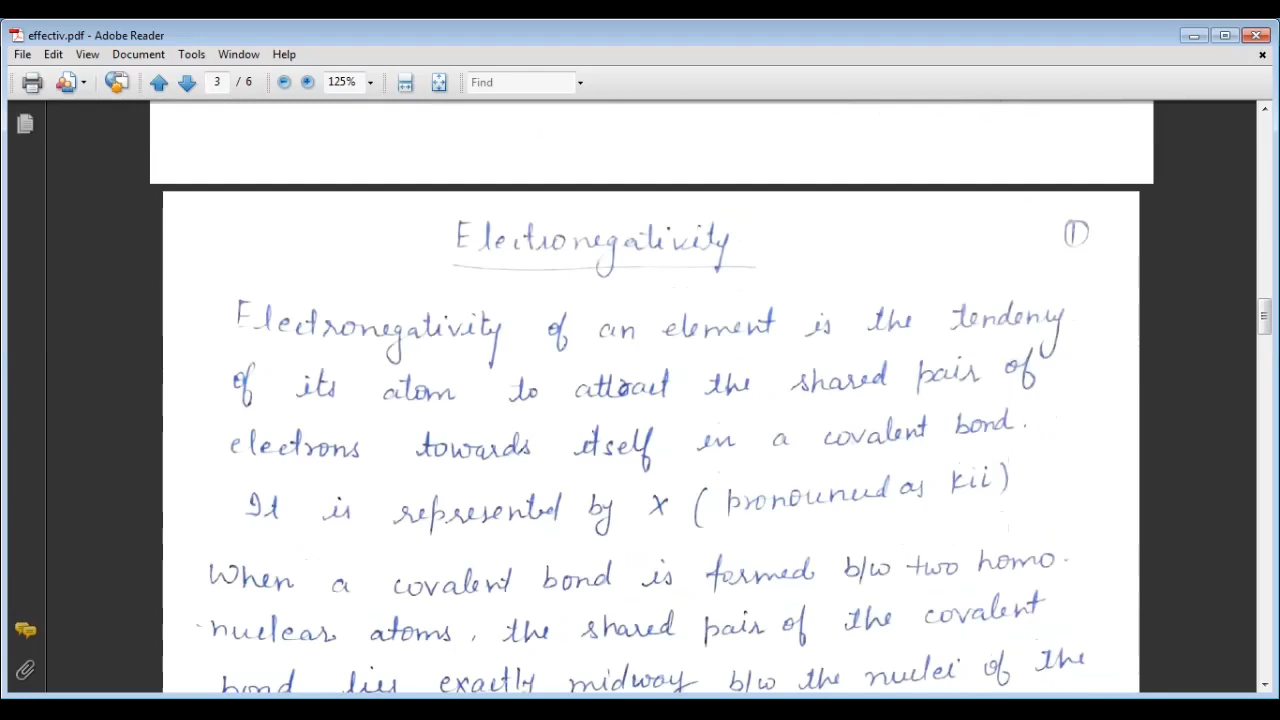 effectiv.pdf - Adobe Reader
File Edit View Document Tools Window Help
3 / 6 125% Find
Electronegativity
1
Electronegativity of an element is the tendency
of its atom to attract the shared pair of
electrons towards itself in a covalent bond.
It is represented by X (pronounued as kii)
When a covalent bond is formed b/w two homo-
nuclear atoms, the shared pair of the covalent
bond lies exactly midway b/w the nuclei of the